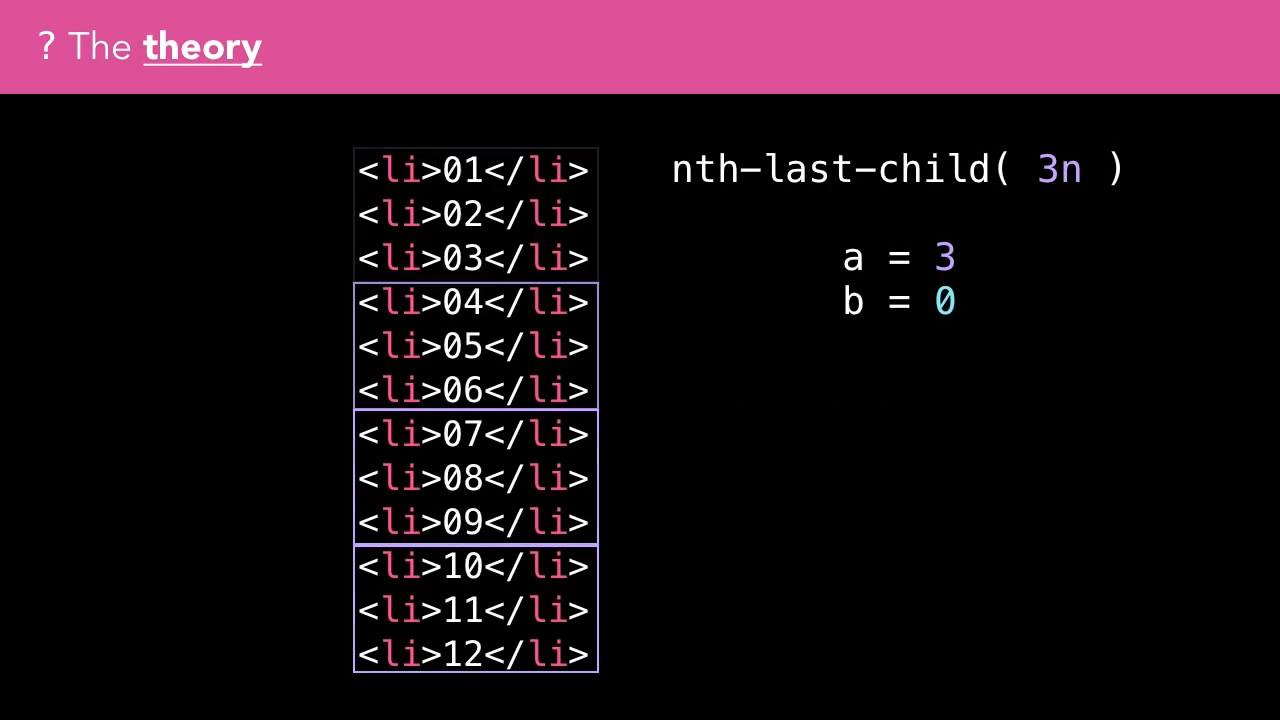 ? The theory
<li>01</li>
<li>02</li>
<li>03</li>
<li>04</li>
<li>05</li>
<li>06</li>
<li>07</li>
<li>08</li>
<li>09</li>
<li>10</li>
<li>11</li>
<li>12</li>
nth-last-child( 3n )
a = 3
b = 0